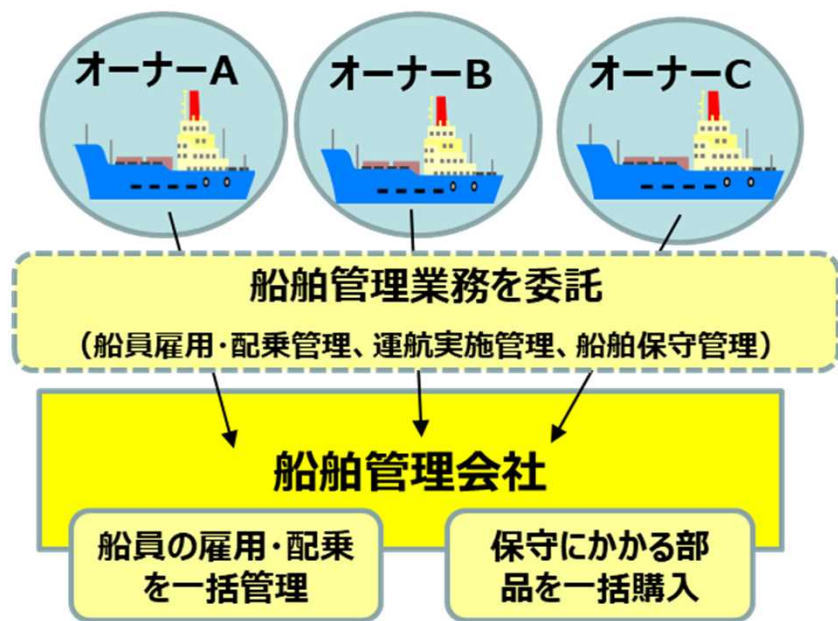 オーナーA
オーナーB
オーナーC
船舶管理業務を委託
（船員雇用･配乗管理、運航実施管理、船舶保守管理）
船舶管理会社
船員の雇用･配乗
を一括管理
保守にかかる部
品を一括購入